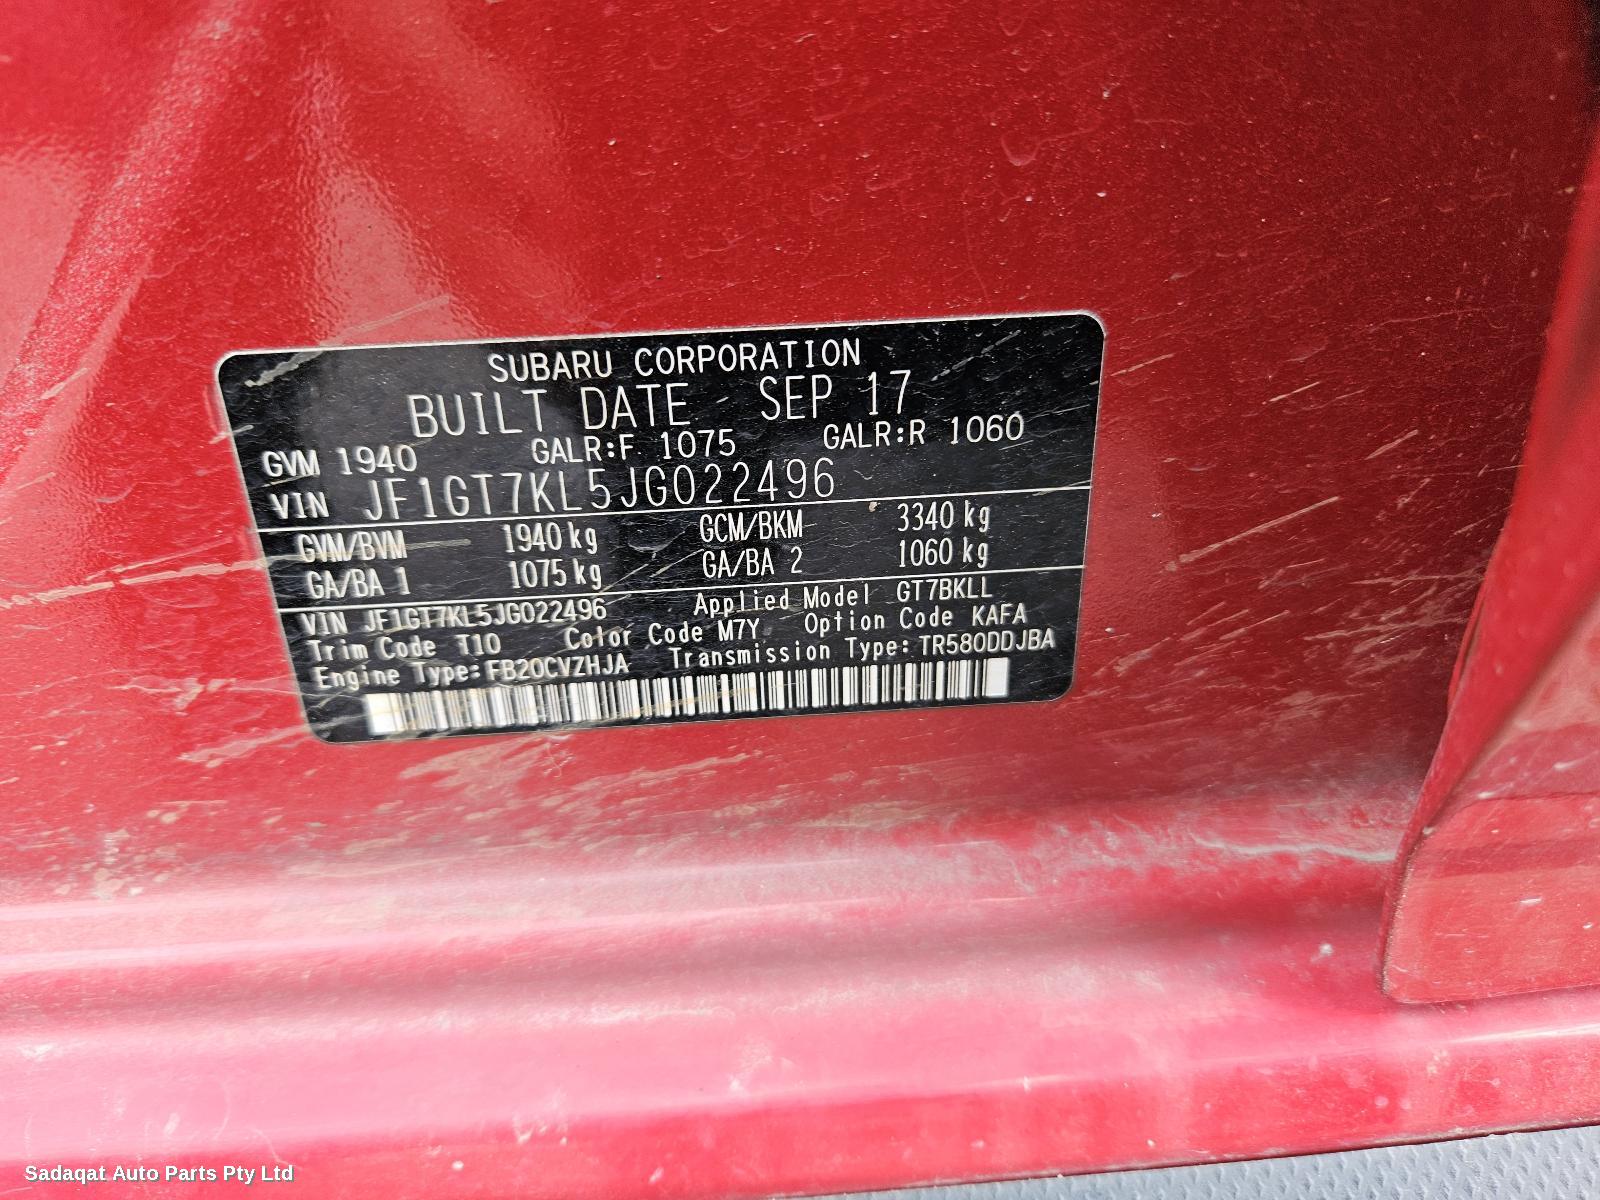 SUBARU CORPORATION
BUILT DATE SEP 17
GVM 1940 GALR:F 1075 GALR:R 1060
VIN JF1GT7KL5JG022496
GVM/BVM 1940 kg GCM/BKM 3340 kg
GA/BA 1 1075 kg GA/BA 2 1060 kg
VIN JF1GT7KL5JG022496 Applied Model GT7BKLL
Trim Code T10 Color Code M7Y Option Code KAFA
Engine Type: FB20CVZHJA Transmission Type: TR580DDJBA
Sadaqat Auto Parts Pty Ltd